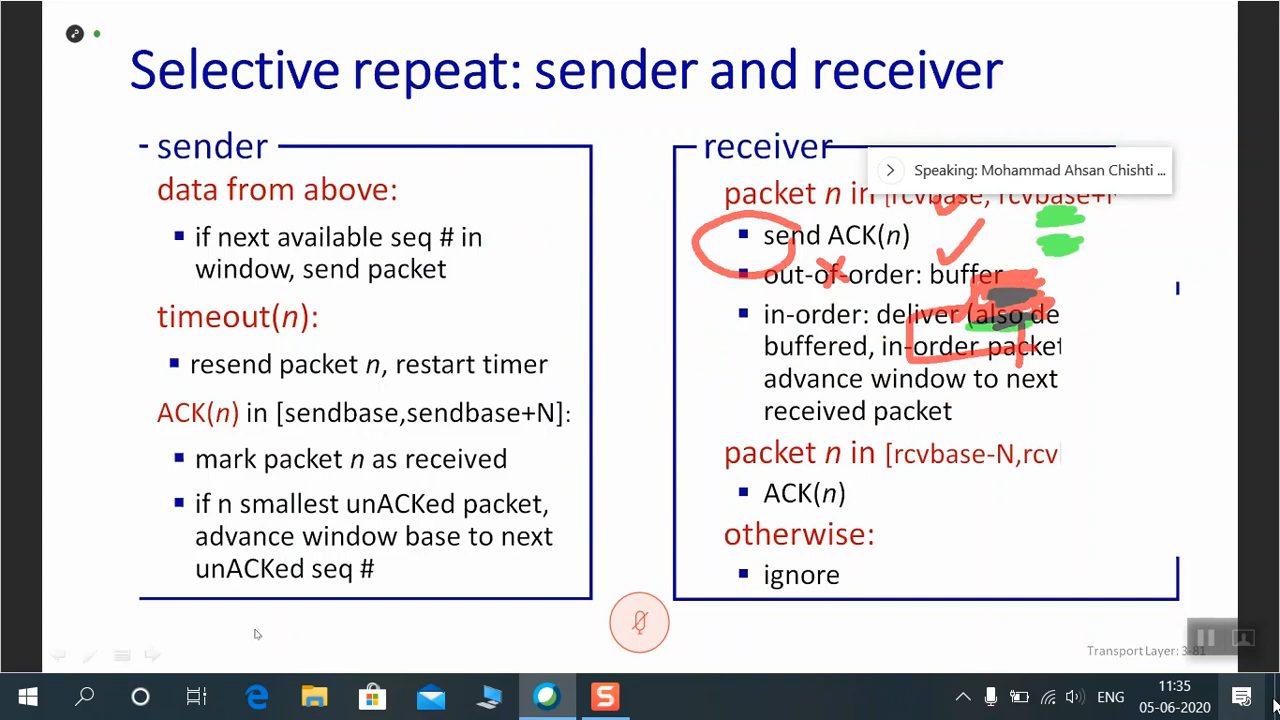 Selective repeat: sender and receiver
sender
data from above:
if next available seq # in
window, send packet
timeout(n):
resend packet n, restart timer
ACK(n) in [sendbase,sendbase+N]:
mark packet n as received
if n smallest unACKed packet,
advance window base to next
unACKed seq #
receiver
Speaking: Mohammad Ahsan Chishti ...
packet n in [rcvbase, rcvbase+N
send ACK(n)
out-of-order: buffer
in-order: deliver (also de
buffered, in-order packet
advance window to next
received packet
packet n in [rcvbase-N,rcv
ACK(n)
otherwise:
ignore
Transport Layer: 3-81
S
ENG
11:35
05-06-2020